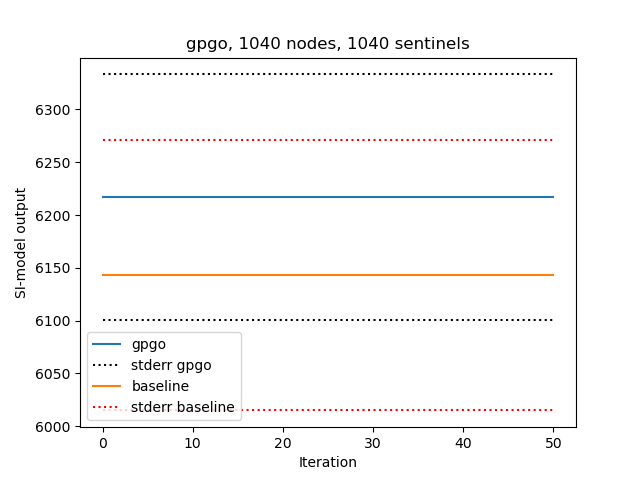 gpgo, 1040 nodes, 1040 sentinels
SI-model output
6300
6250
6200
6150
6100
6050
6000
gpgo
stderr gpgo
baseline
stderr baseline
0 10 20 30 40 50
Iteration